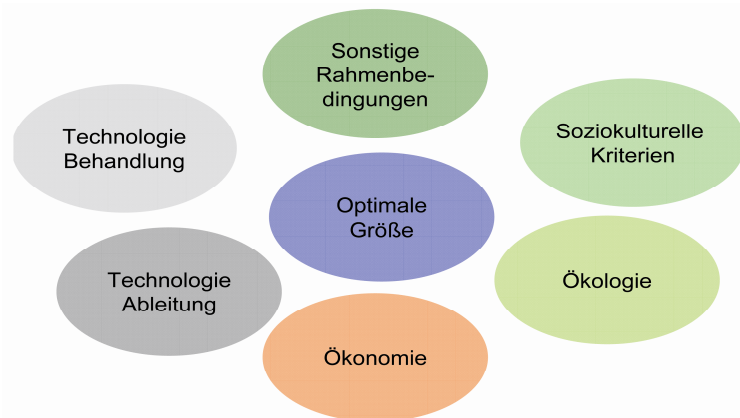 Sonstige
Rahmenbe-
dingungen
Technologie
Behandlung
Soziokulturelle
Kriterien
Optimale
Größe
Technologie
Ableitung
Ökologie
Ökonomie